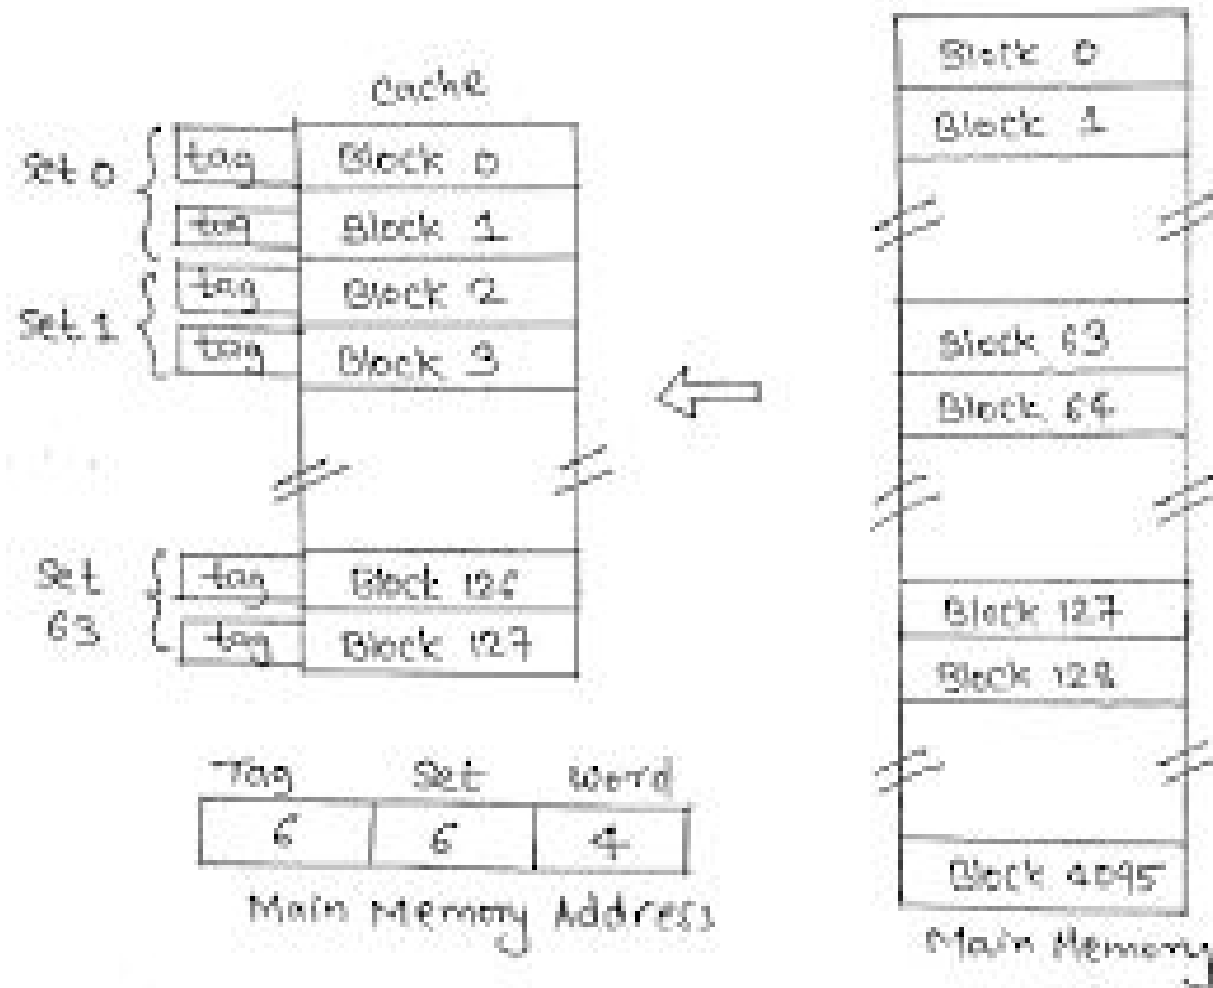 Cache
Set 0
tag
Block 0
tag
Block 1
Set 1
tag
Block 2
tag
Block 3
Set
63
tag
Block 126
tag
Block 127
Tag Set Word
6 6 4
Main Memory Address
Block 0
Block 1
Block 63
Block 64
Block 127
Block 128
Block 4095
Main Memory